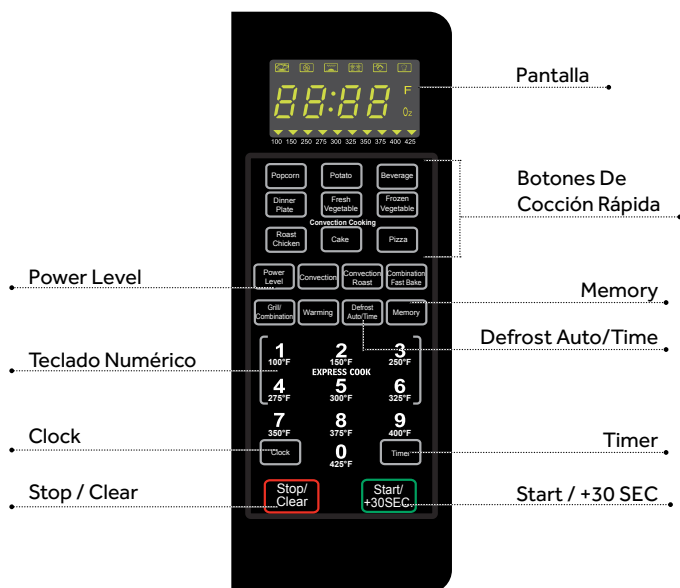 88:88
F
Oz
100 150 250 275 300 325 350 375 400 425
Popcorn
Potato
Beverage
Dinner
Plate
Fresh
Vegetable
Frozen
Vegetable
Convection Cooking
Roast
Chicken
Cake
Pizza
Power
Level
Convection
Convection
Roast
Combination
Fast Bake
Grill/
Combination
Warming
Defrost
Auto/Time
Memory
1
100°F
2
150°F
3
250°F
EXPRESS COOK
4
275°F
5
300°F
6
325°F
7
350°F
8
375°F
9
400°F
Clock
0
425°F
Timer
Stop/
Clear
Start/
+30SEC
Power Level
Teclado Numérico
Clock
Stop / Clear
Pantalla
Botones De
Cocción Rápida
Memory
Defrost Auto/Time
Timer
Start / +30 SEC